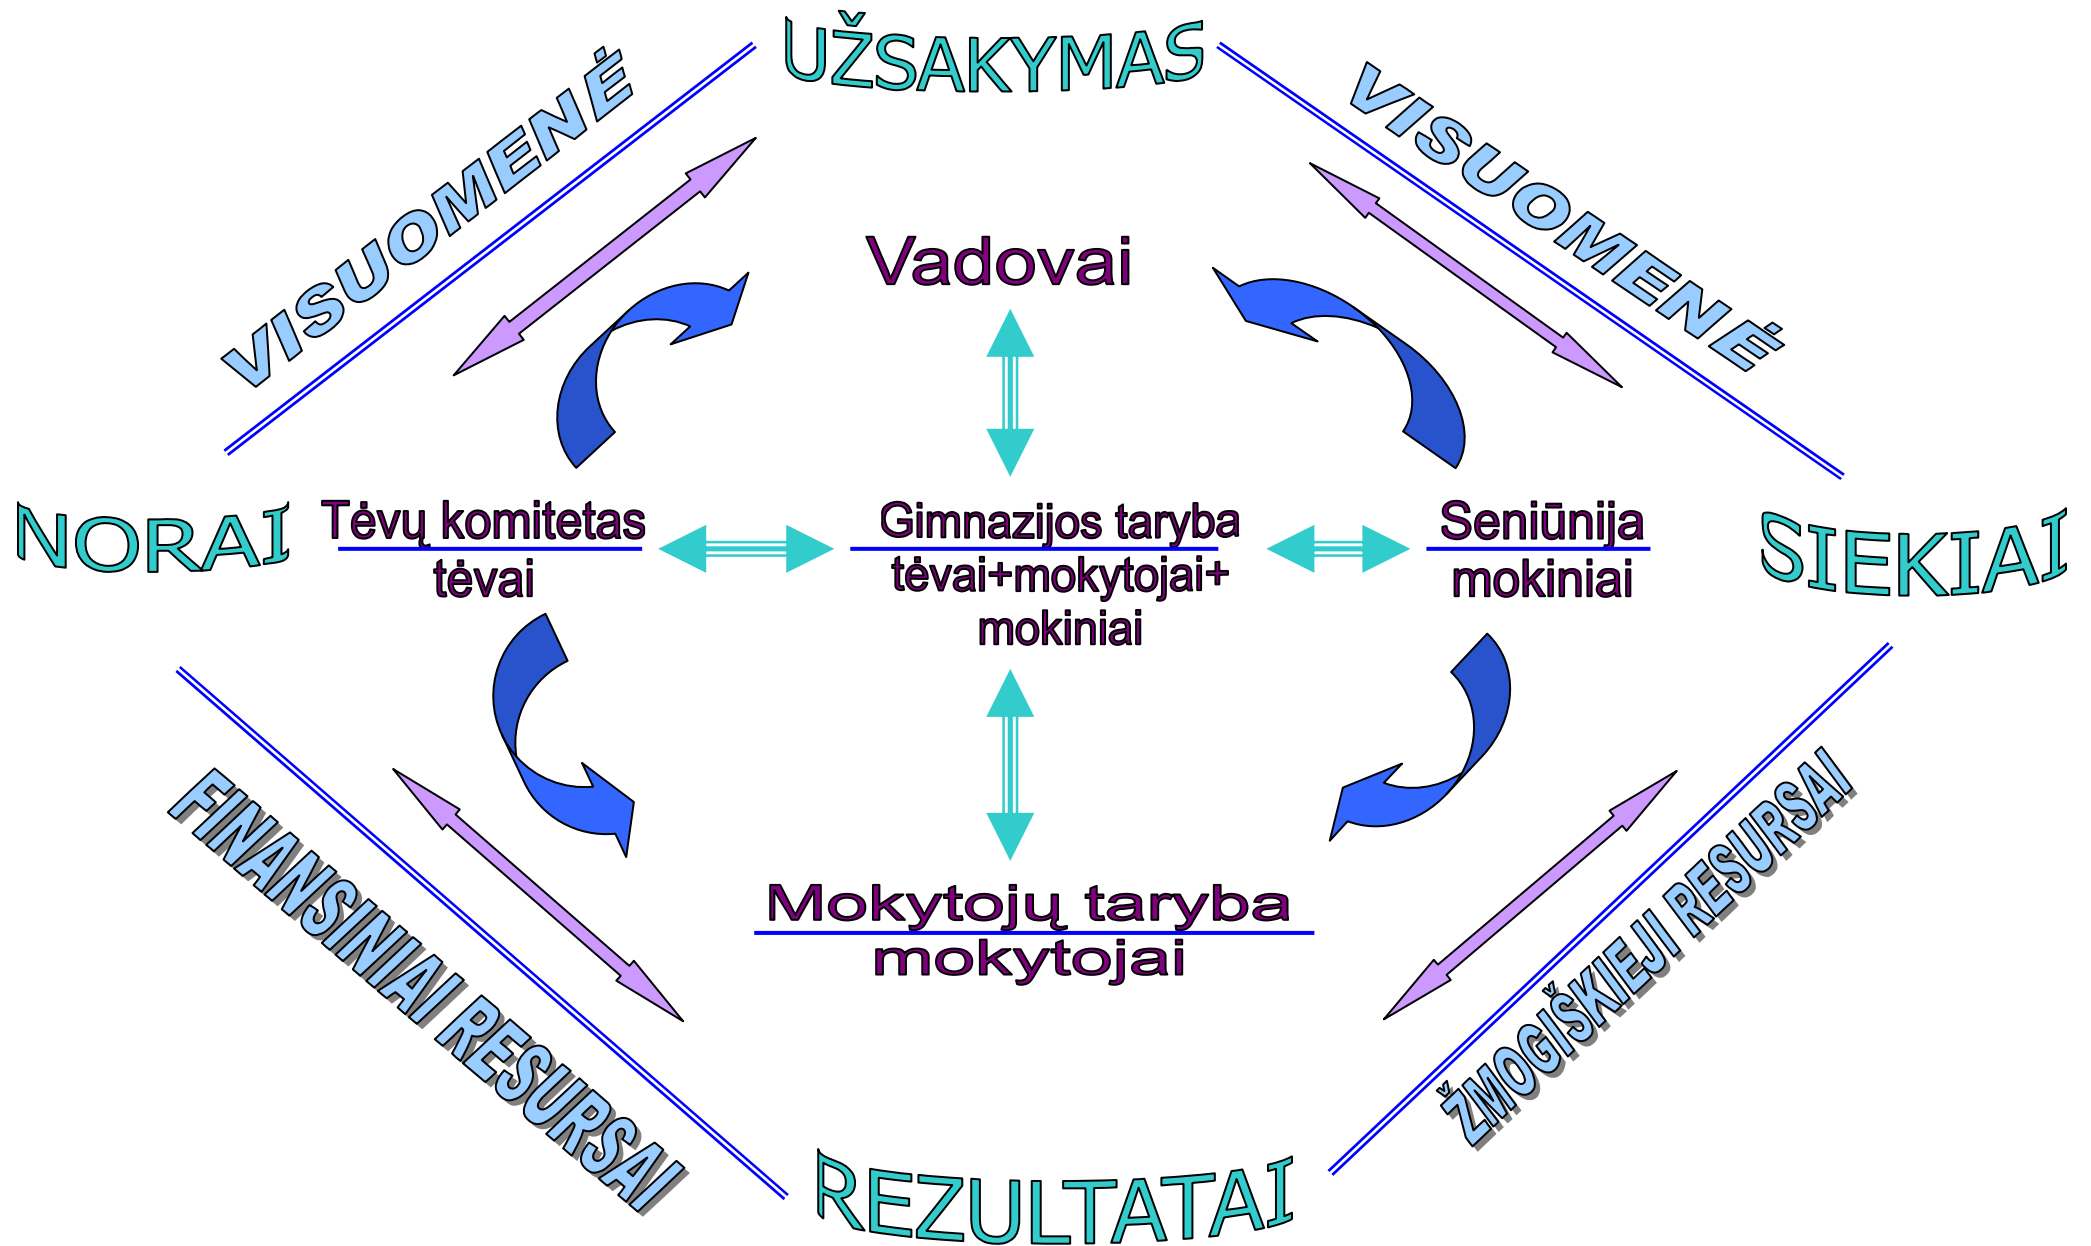 UŽSAKYMAS
VISUOMENĖ
VISUOMENĖ
Vadovai
NORAI
Tėvų komitetas
tėvai
Gimnazijos taryba
tėvai+mokytojai+
mokiniai
Seniūnija
mokiniai
SIEKIAI
Mokytojų taryba
mokytojai
FINANSINIAI RESURSAI
ŽMOGIŠKIEJI RESURSAI
REZULTATAI